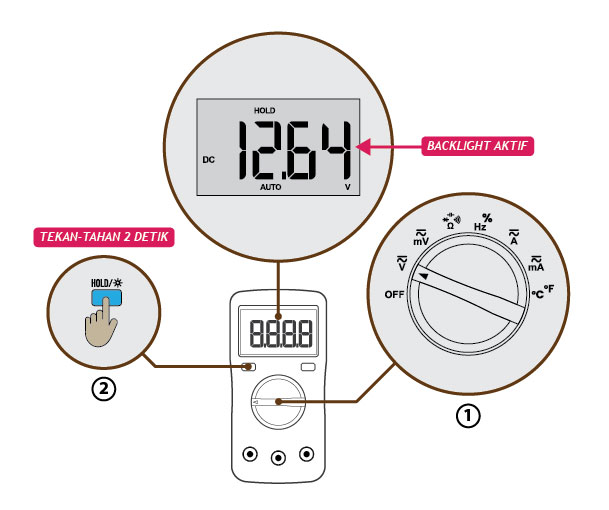 HOLD
DC
12.64
AUTO
V
BACKLIGHT AKTIF
TEKAN-TAHAN 2 DETIK
HOLD/☀
2
8.8.8.8
OFF
V
mV
Ω
% Hz
A
mA
°C °F
1